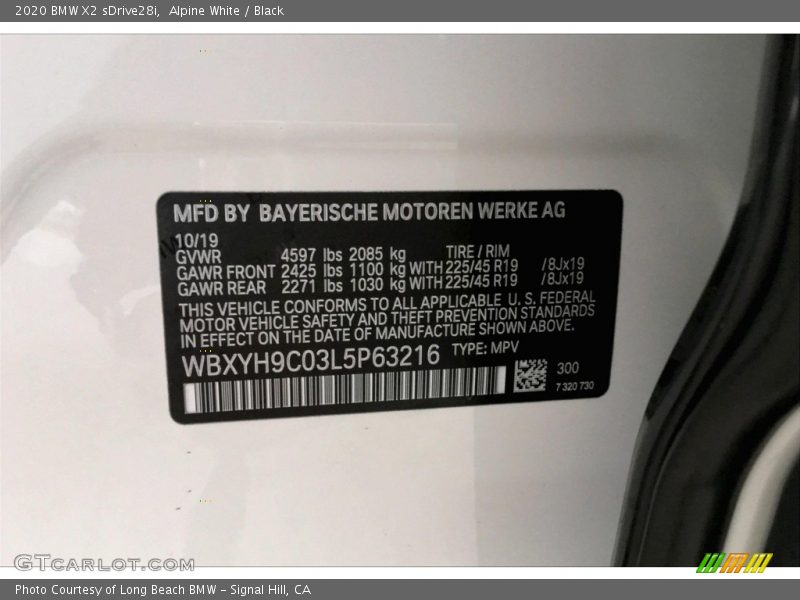 2020 BMW X2 sDrive28i, Alpine White / Black
MFD BY BAYERISCHE MOTOREN WERKE AG
10/19
GVWR 4597 lbs 2085 kg TIRE / RIM
GAWR FRONT 2425 lbs 1100 kg WITH 225/45 R19 /8Jx19
GAWR REAR 2271 lbs 1030 kg WITH 225/45 R19 /8Jx19
THIS VEHICLE CONFORMS TO ALL APPLICABLE U. S. FEDERAL
MOTOR VEHICLE SAFETY AND THEFT PREVENTION STANDARDS
IN EFFECT ON THE DATE OF MANUFACTURE SHOWN ABOVE.
WBXYH9C03L5P63216 TYPE: MPV
300
7 320 730
GTCARLOT.COM
Photo Courtesy of Long Beach BMW - Signal Hill, CA